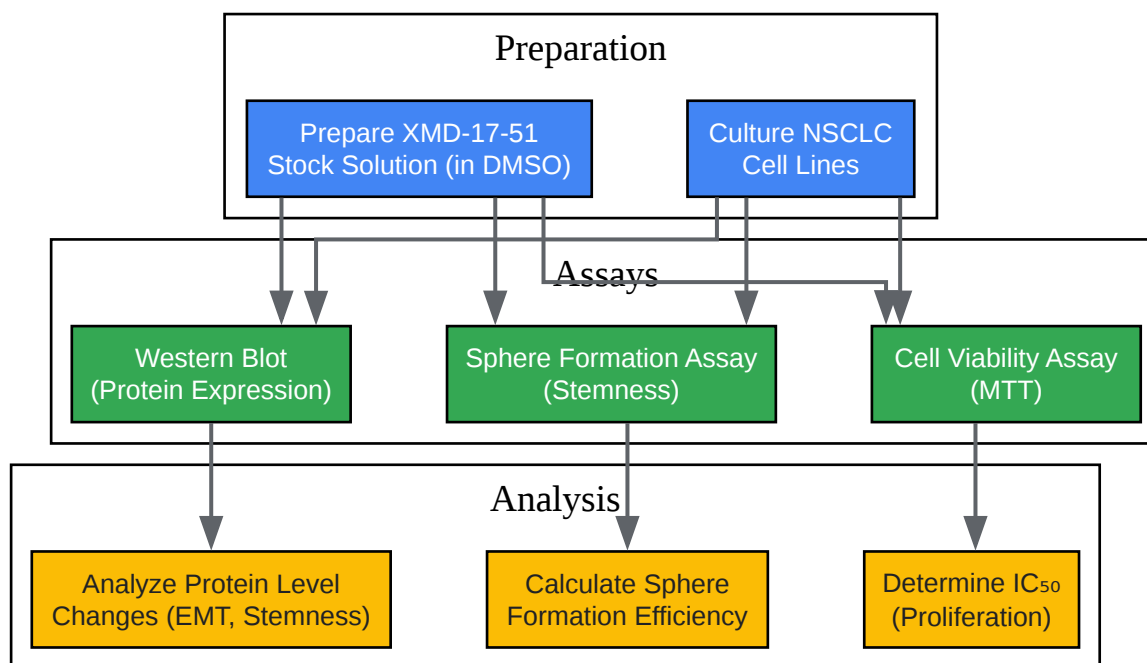 Preparation
Prepare XMD-17-51
Stock Solution (in DMSO)
Culture NSCLC
Cell Lines
Assays
Western Blot
(Protein Expression)
Sphere Formation Assay
(Stemness)
Cell Viability Assay
(MTT)
Analysis
Analyze Protein Level
Changes (EMT, Stemness)
Calculate Sphere
Formation Efficiency
Determine IC₅₀
(Proliferation)